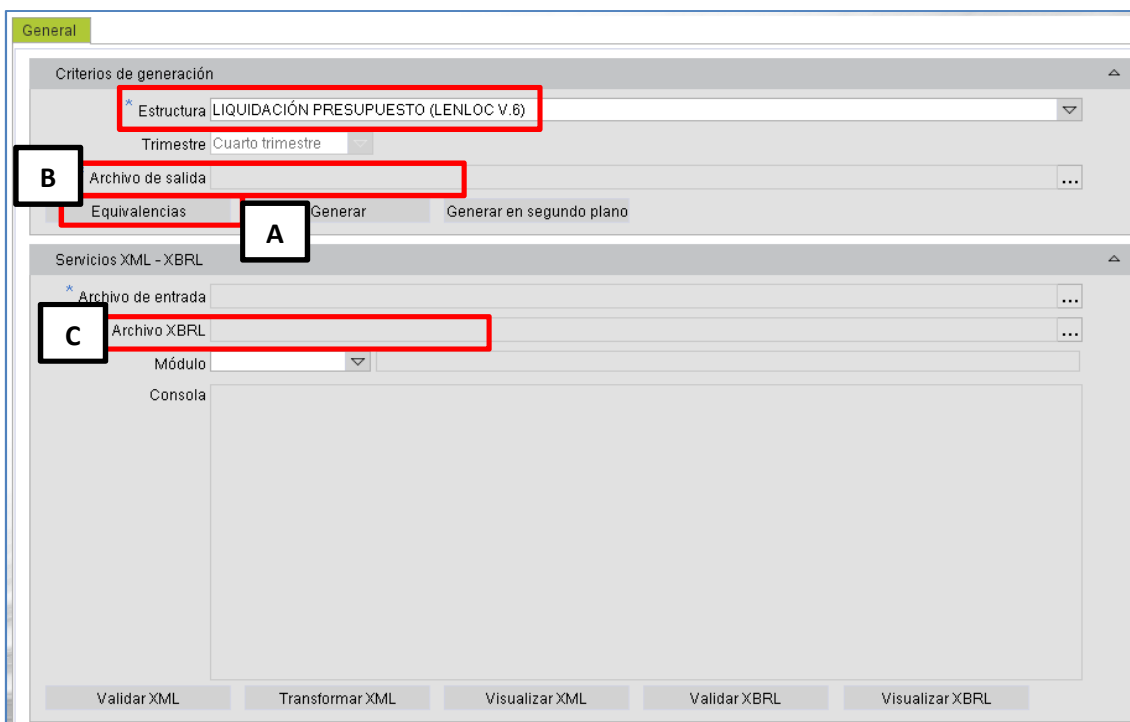 General
Criterios de generación
* Estructura LIQUIDACIÓN PRESUPUESTO (LENLOC V.6)
Trimestre Cuarto trimestre
B Archivo de salida ...
Equivalencias A Generar Generar en segundo plano
Servicios XML - XBRL
* Archivo de entrada ...
C Archivo XBRL ...
Módulo
Consola
Validar XML Transformar XML Visualizar XML Validar XBRL Visualizar XBRL